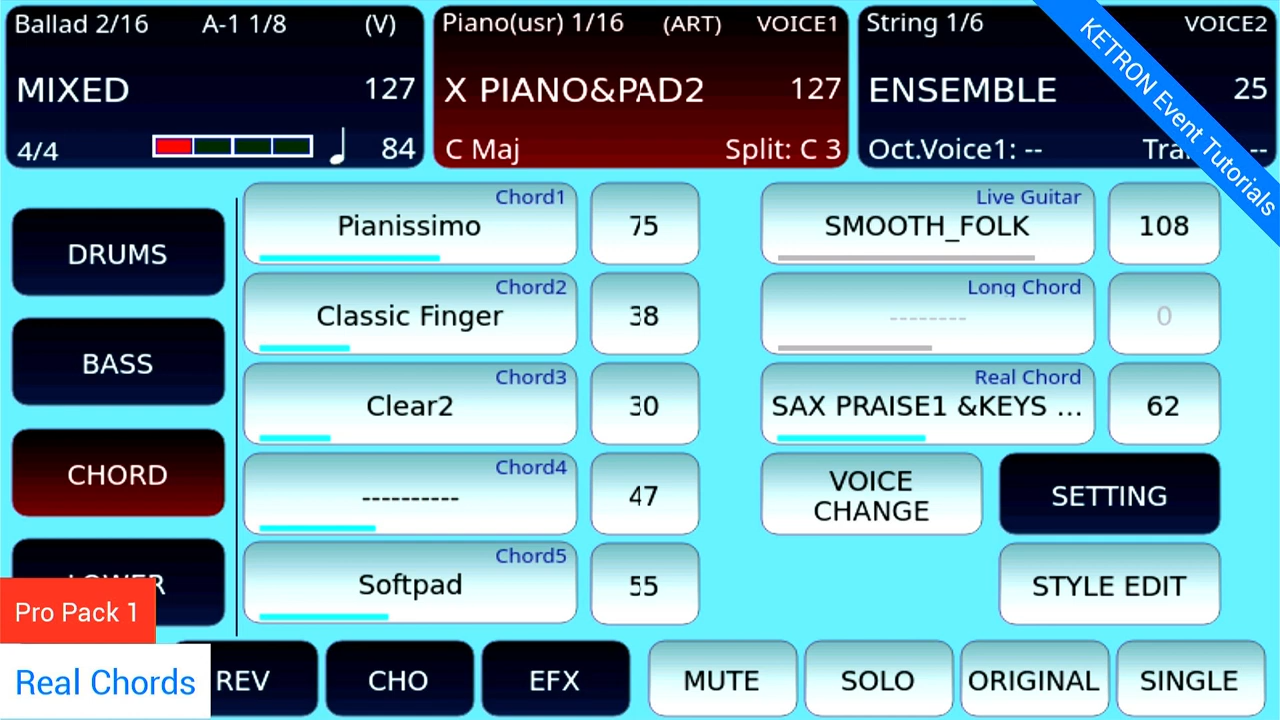 Ballad 2/16 A-1 1/8 (V)
MIXED 127
4/4 84
Piano(usr) 1/16 (ART) VOICE1
X PIANO&PAD2 127
C Maj Split: C 3
String 1/6 VOICE2
ENSEMBLE 25
Oct.Voice1: -- --
KETRON Event Tutorials
DRUMS
BASS
CHORD
LOWER
Chord1
Pianissimo 75
Chord2
Classic Finger 38
Chord3
Clear2 30
Chord4
---------- 47
Chord5
Softpad 55
Live Guitar
SMOOTH_FOLK 108
Long Chord
-------- 0
Real Chord
SAX PRAISE1 &KEYS ... 62
VOICE
CHANGE
SETTING
STYLE EDIT
Pro Pack 1
Real Chords
REV CHO EFX MUTE SOLO ORIGINAL SINGLE